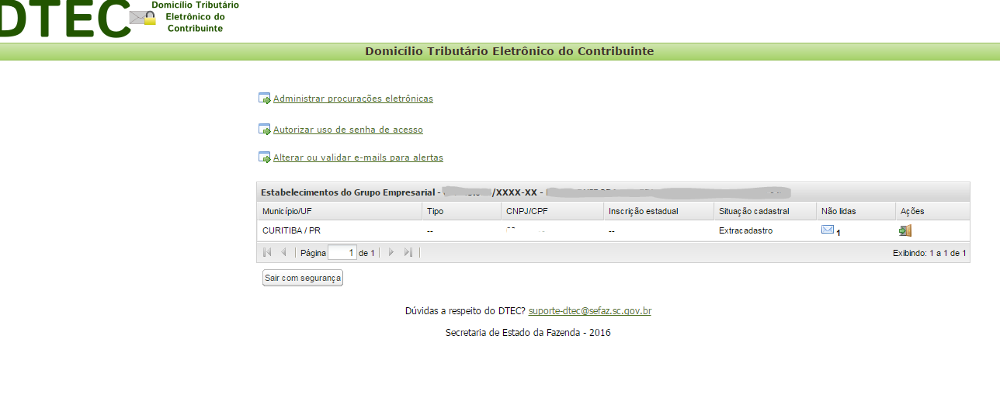 DTEC
Domicílio Tributário
Eletrônico do
Contribuinte
Domicílio Tributário Eletrônico do Contribuinte
Administrar procurações eletrônicas
Autorizar uso de senha de acesso
Alterar ou validar e-mails para alertas
Estabelecimentos do Grupo Empresarial - /XXXX-XX -
Município/UF Tipo CNPJ/CPF Inscrição estadual Situação cadastral Não lidas Ações
CURITIBA / PR -- -- Extracadastro 1
Página 1 de 1 Exibindo: 1 a 1 de 1
Sair com segurança
Dúvidas a respeito do DTEC? suporte-dtec@sefaz.sc.gov.br
Secretaria de Estado da Fazenda - 2016